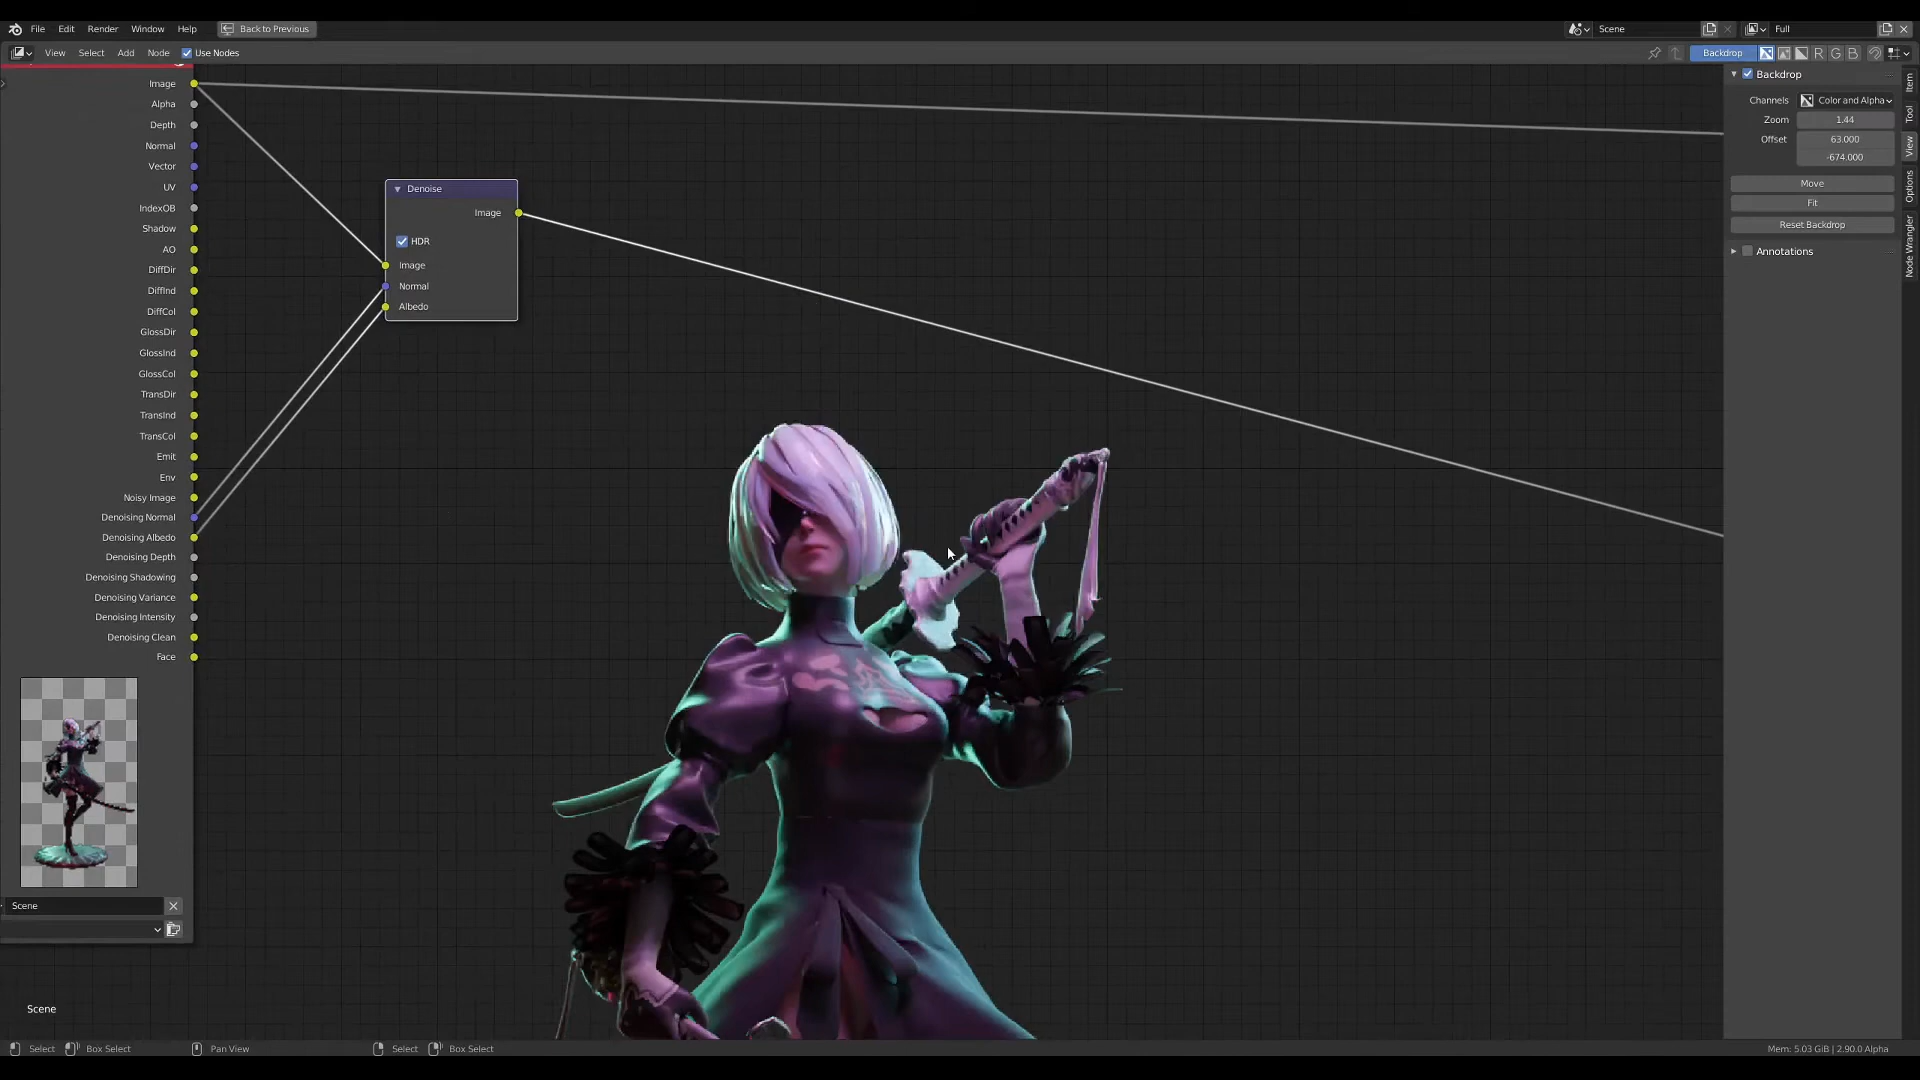 File Edit Render Window Help Back to Previous Scene Full
View Select Add Node Use Nodes Backdrop R G B
Image
Alpha
Depth
Normal
Vector
UV
IndexOB
Shadow
AO
DiffDir
DiffInd
DiffCol
GlossDir
GlossInd
GlossCol
TransDir
TransInd
TransCol
Emit
Env
Noisy Image
Denoising Normal
Denoising Albedo
Denoising Depth
Denoising Shadowing
Denoising Variance
Denoising Intensity
Denoising Clean
Face
Scene
Denoise
Image
HDR
Image
Normal
Albedo
Backdrop
Channels Color and Alpha
Zoom 1.44
Offset 63.000
-674.000
Move
Fit
Reset Backdrop
Annotations
Item
Tool
View
Options
Node Wrangler
Scene
Select Box Select Pan View Select Box Select Mem: 5.03 GiB | 2.90.0 Alpha